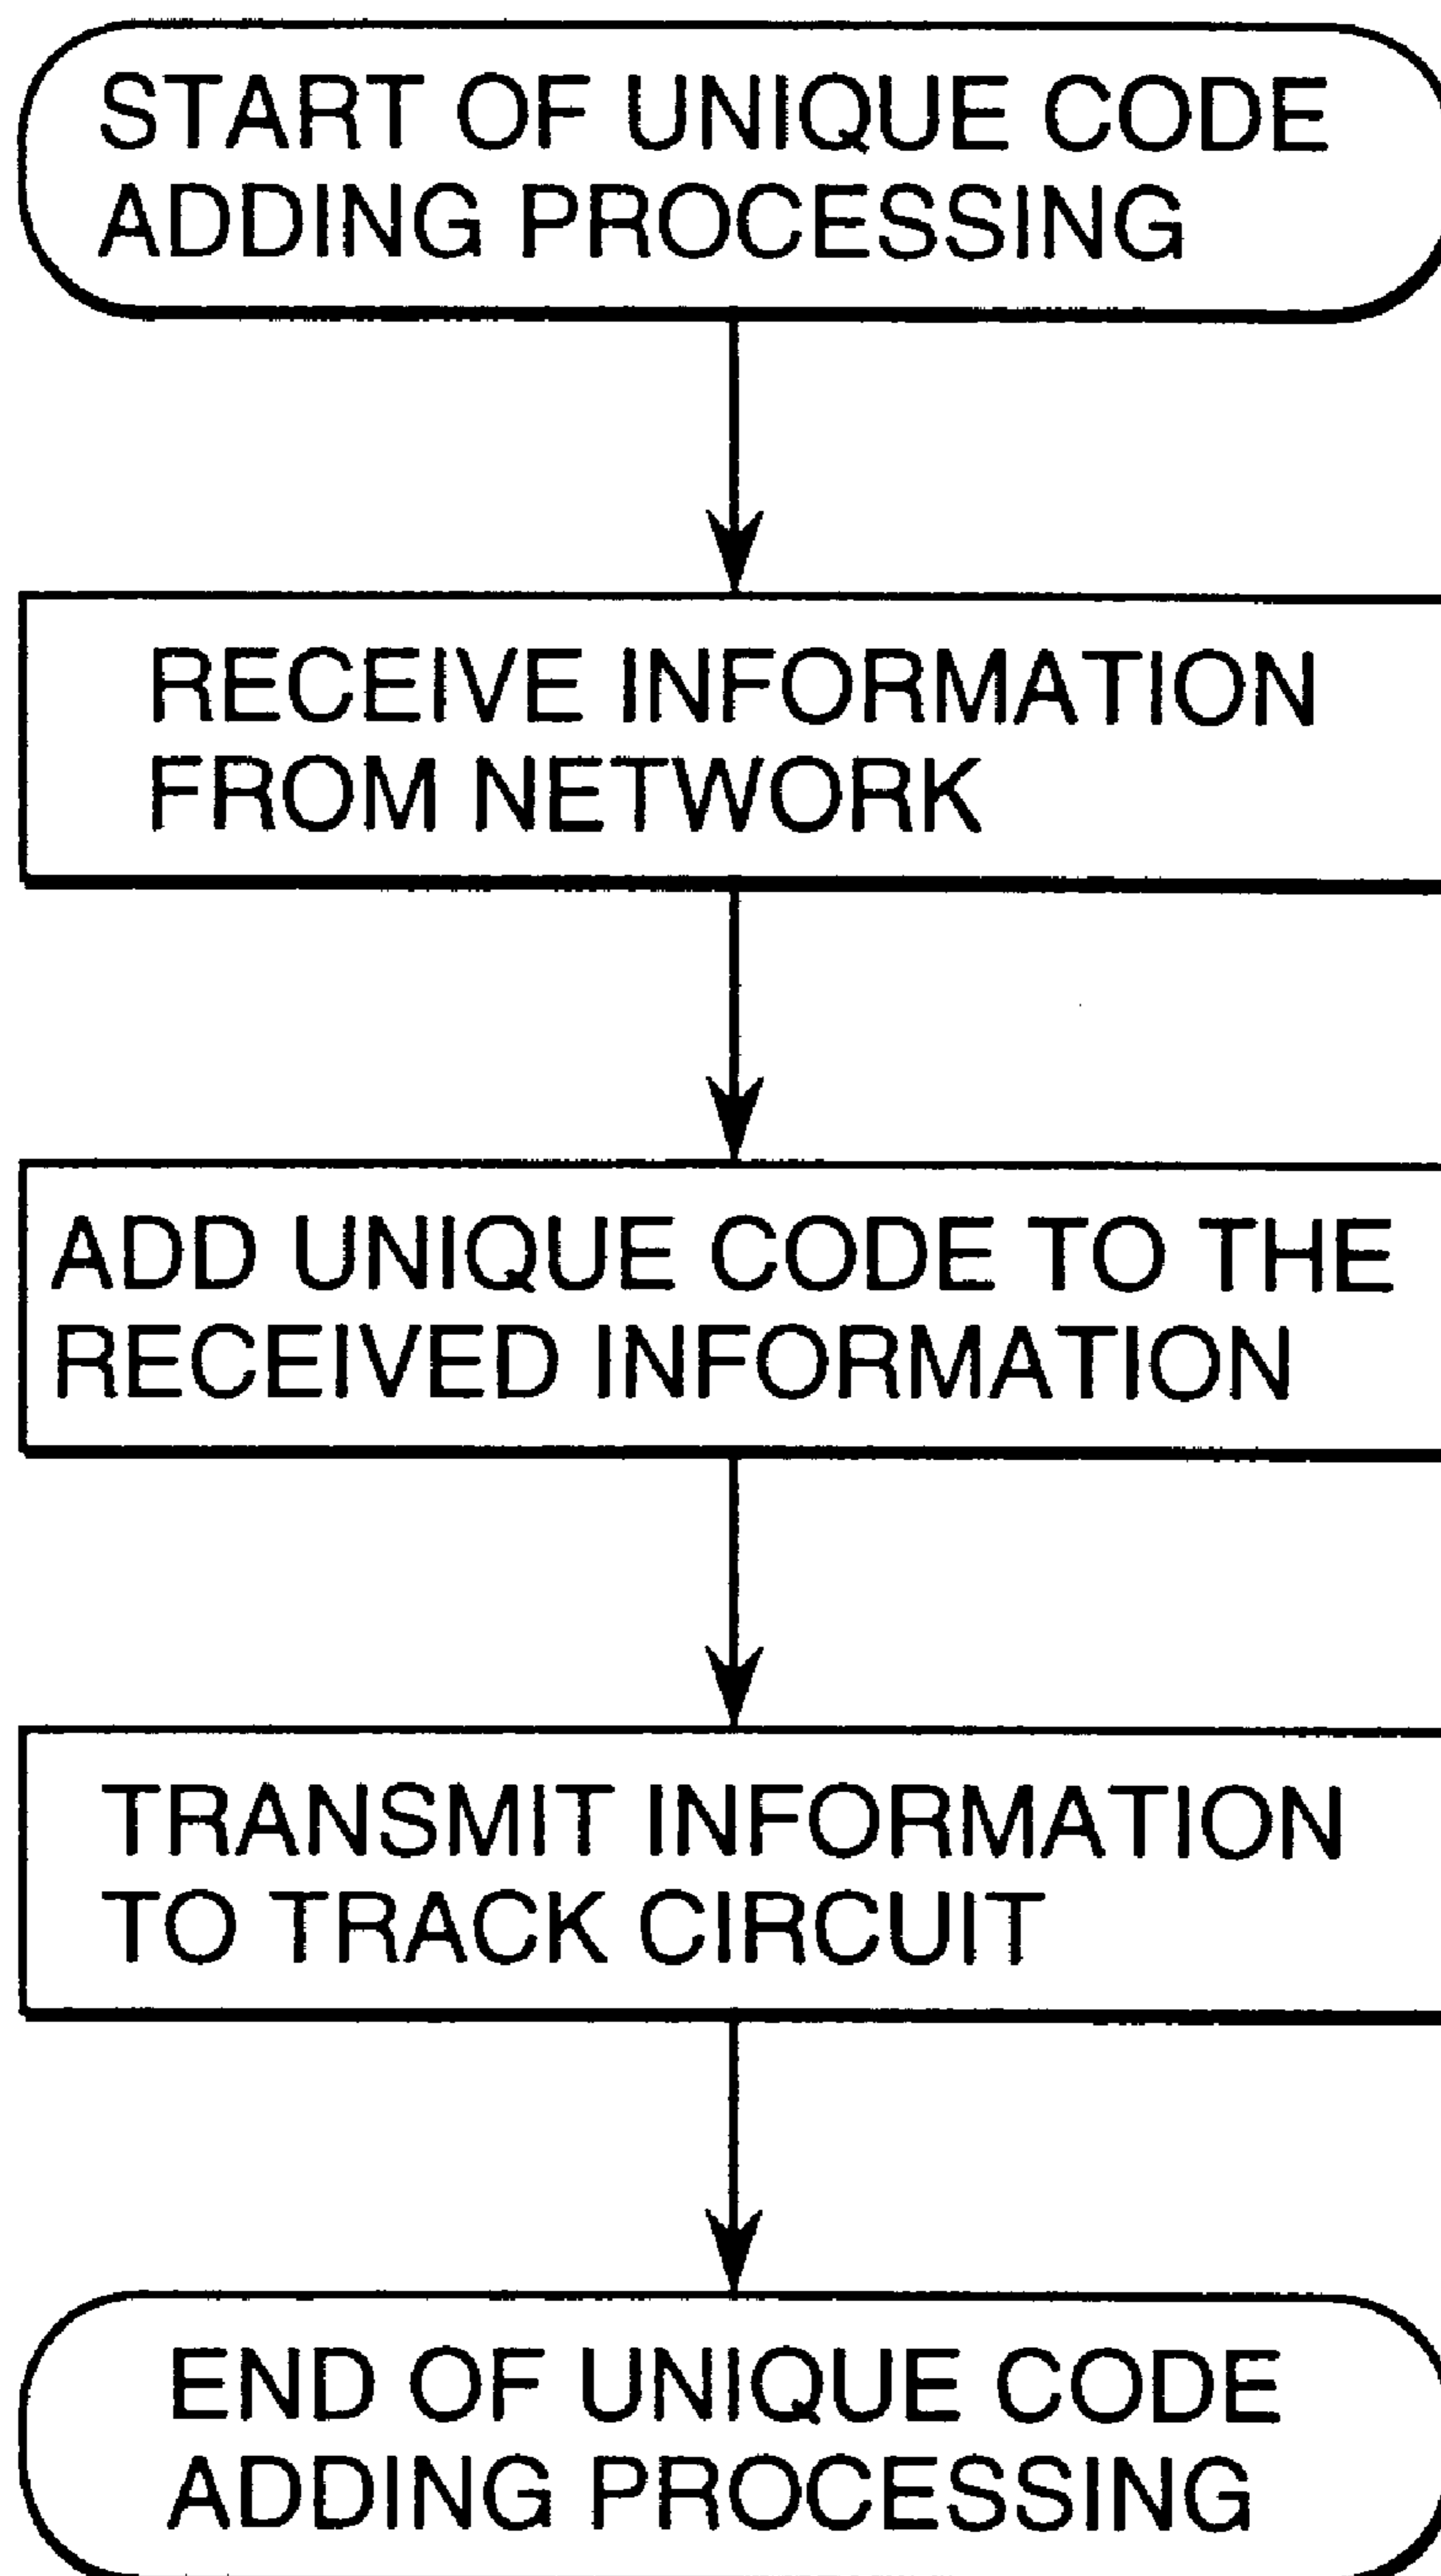 START OF UNIQUE CODE
ADDING PROCESSING
RECEIVE INFORMATION
FROM NETWORK
ADD UNIQUE CODE TO THE
RECEIVED INFORMATION
TRANSMIT INFORMATION
TO TRACK CIRCUIT
END OF UNIQUE CODE
ADDING PROCESSING